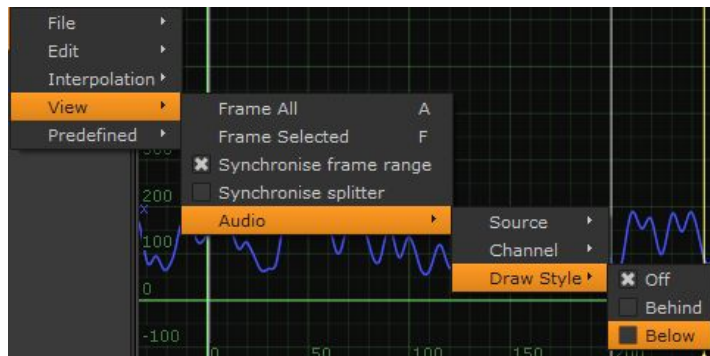 File
Edit
Interpolation
View
Predefined
Frame All A
Frame Selected F
Synchronise frame range
Synchronise splitter
Audio
Source
Channel
Draw Style
Off
Behind
Below
200
x
100
0
-100
0 50 100 150